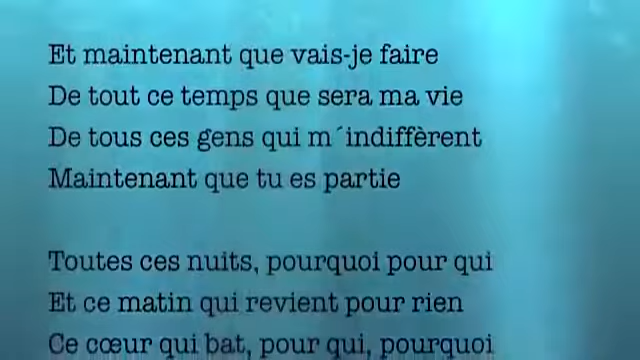 Et maintenant que vais-je faire
De tout ce temps que sera ma vie
De tous ces gens qui m´indiffèrent
Maintenant que tu es partie
Toutes ces nuits, pourquoi pour qui
Et ce matin qui revient pour rien
Ce cœur qui bat, pour qui, pourquoi